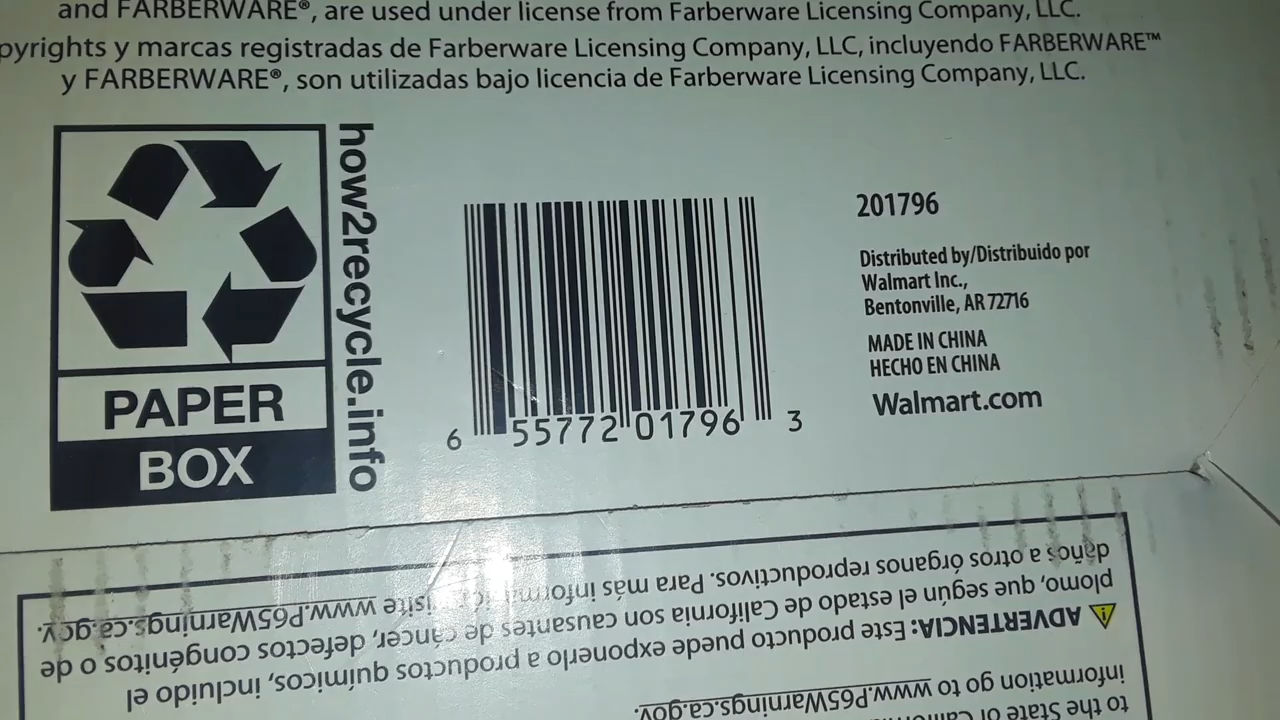 and FARBERWARE®, are used under license from Farberware Licensing Company, LLC.
pyrights y marcas registradas de Farberware Licensing Company, LLC, incluyendo FARBERWARE™
y FARBERWARE®, son utilizadas bajo licencia de Farberware Licensing Company, LLC.
how2recycle.info
PAPER
BOX
6 55772 01796 3
201796
Distributed by/Distribuido por
Walmart Inc.,
Bentonville, AR 72716
MADE IN CHINA
HECHO EN CHINA
Walmart.com
to the State of
information go to www.P65Warnings.ca.gov.
ADVERTENCIA: Este producto puede exponerlo a productos químicos, incluido el
plomo, que según el estado de California son causantes de cáncer, defectos congénitos o de
daños a otros órganos reproductivos. Para más visite www.P65Warnings.ca.gov.